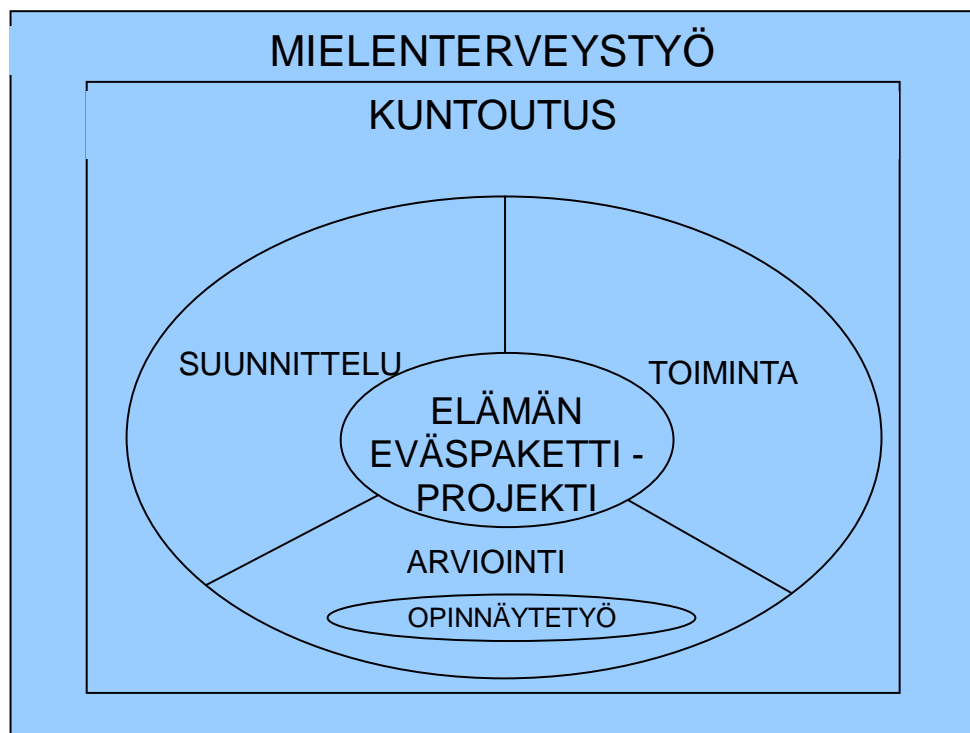 MIELENTERVEYSTYÖ
KUNTOUTUS
SUUNNITTELU
TOIMINTA
ELÄMÄN
EVÄSPAKETTI -
PROJEKTI
ARVIOINTI
OPINNÄYTETYÖ